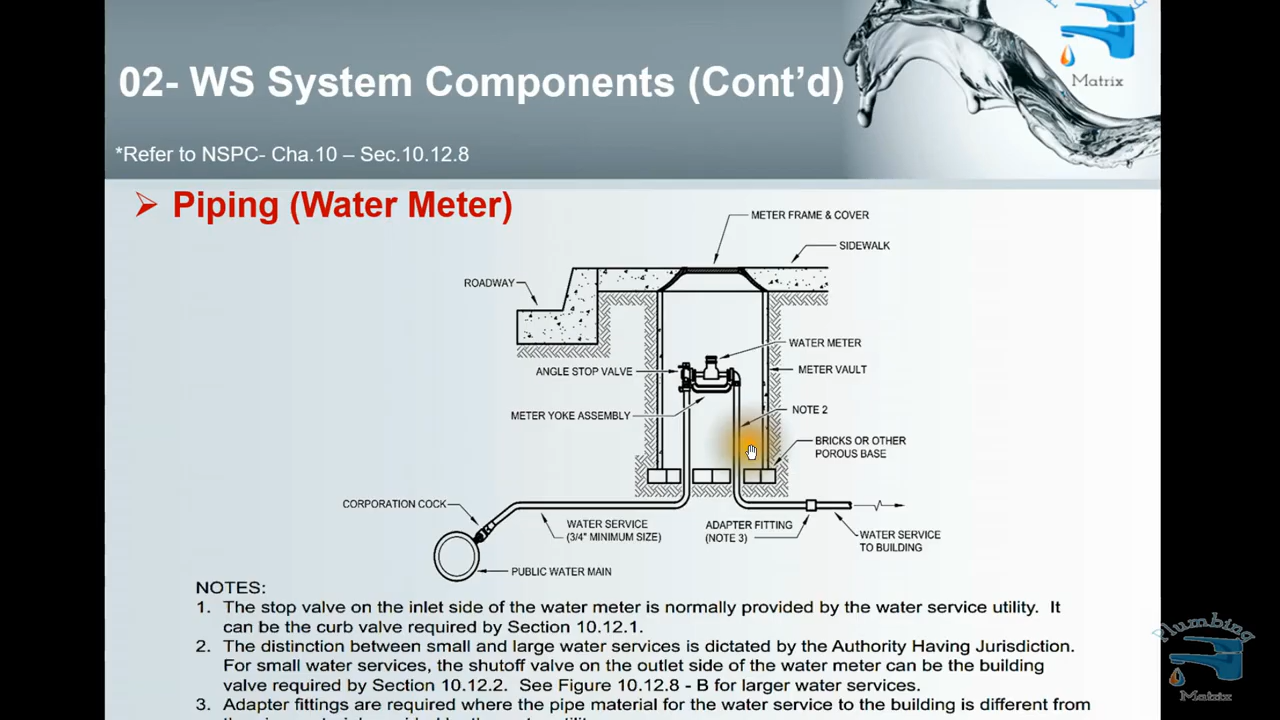 02- WS System Components (Cont'd)
Matrix
*Refer to NSPC- Cha.10 – Sec.10.12.8
Piping (Water Meter)
METER FRAME & COVER
SIDEWALK
ROADWAY
WATER METER
ANGLE STOP VALVE
METER VAULT
METER YOKE ASSEMBLY
NOTE 2
BRICKS OR OTHER
POROUS BASE
CORPORATION COCK
WATER SERVICE
(3/4" MINIMUM SIZE)
ADAPTER FITTING
(NOTE 3)
WATER SERVICE
TO BUILDING
PUBLIC WATER MAIN
NOTES:
1. The stop valve on the inlet side of the water meter is normally provided by the water service utility. It
can be the curb valve required by Section 10.12.1.
2. The distinction between small and large water services is dictated by the Authority Having Jurisdiction.
For small water services, the shutoff valve on the outlet side of the water meter can be the building
valve required by Section 10.12.2. See Figure 10.12.8 - B for larger water services.
3. Adapter fittings are required where the pipe material for the water service to the building is different from
Plumbing
Matrix